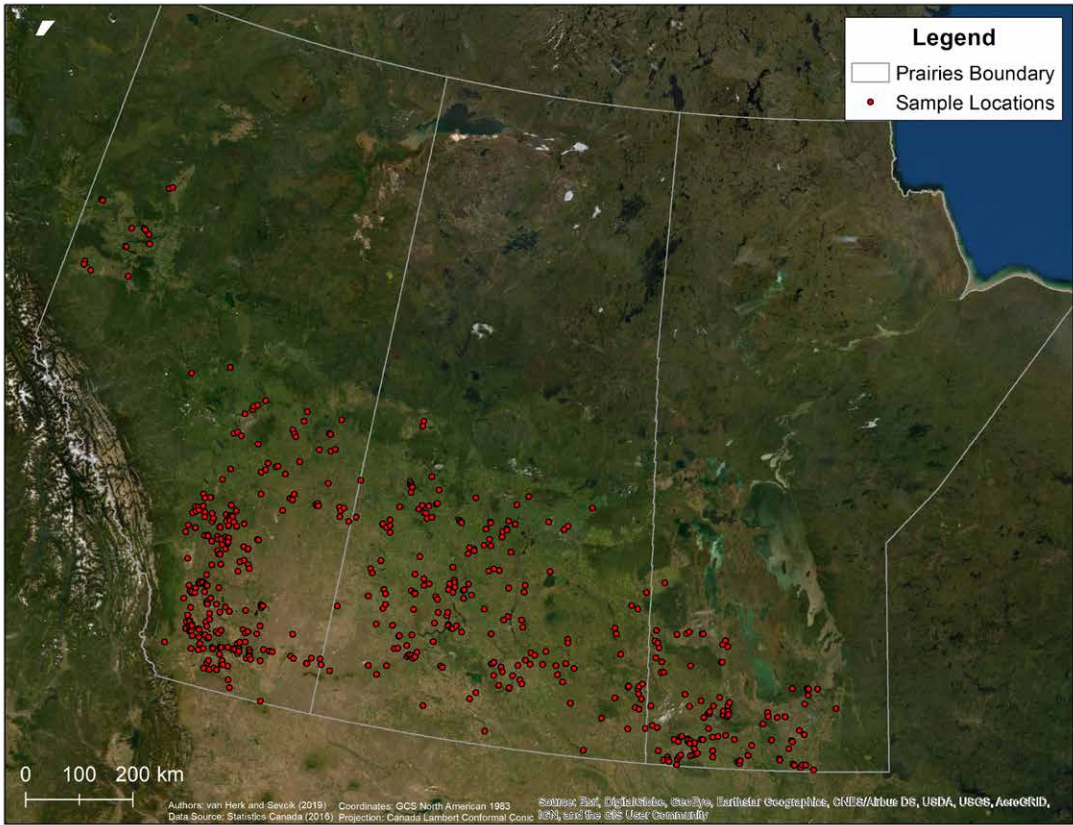 Legend
Prairies Boundary
Sample Locations
0 100 200 km
Authors: van Herk and Sevcik (2019) Coordinates: GCS North American 1983
Data Source: Statistics Canada (2016) Projection: Canada Lambert Conformal Conic
Source: Esri, DigitalGlobe, GeoEye, Earthstar Geographics, CNES/Airbus DS, USDA, USGS, AeroGRID,
IGN, and the GIS User Community